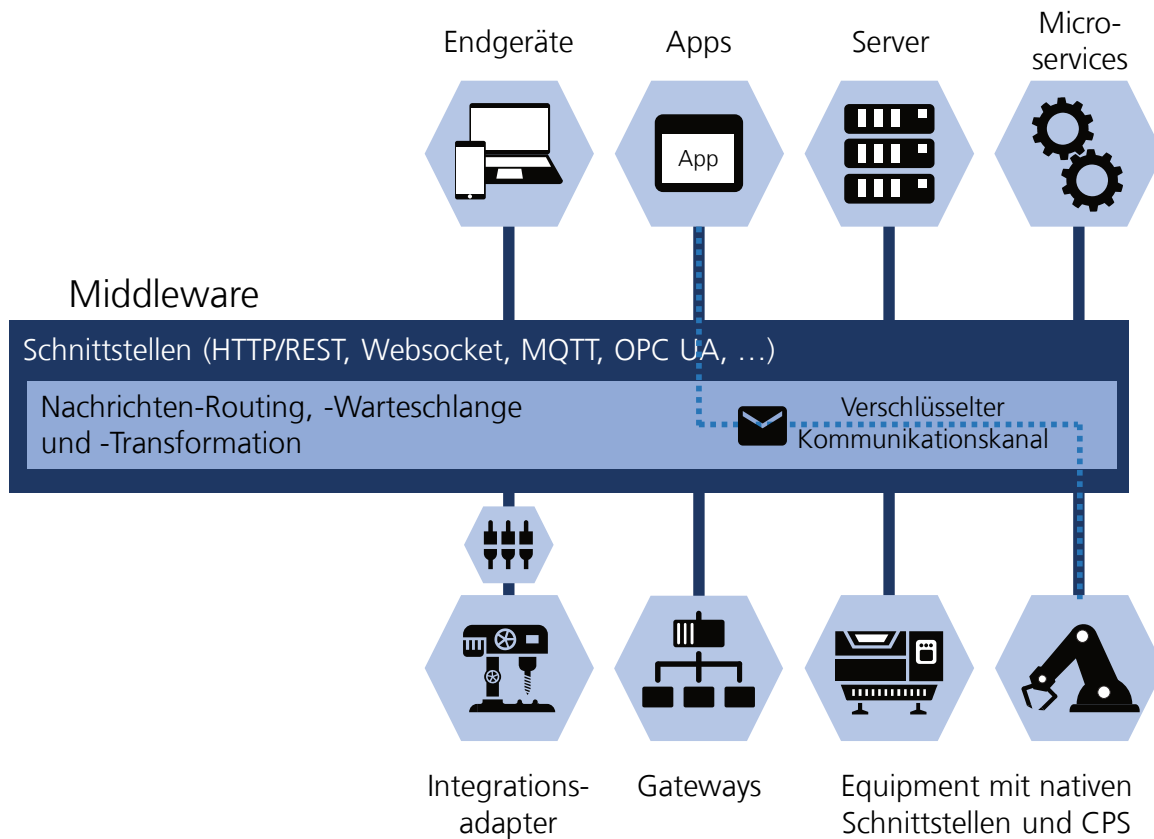 Endgeräte
Apps
Server
Micro-
services
App
Middleware
Schnittstellen (HTTP/REST, Websocket, MQTT, OPC UA, …)
Nachrichten-Routing, -Warteschlange
und -Transformation
Verschlüsselter
Kommunikationskanal
Integrations-
adapter
Gateways
Equipment mit nativen
Schnittstellen und CPS